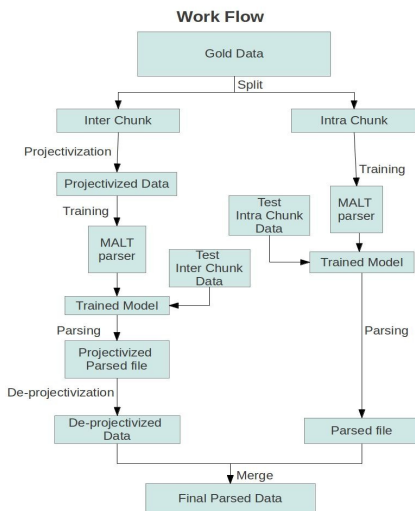 Work Flow
Gold Data
Split
Inter Chunk
Intra Chunk
Projectivization
Training
Projectivized Data
Test
Intra Chunk
Data
MALT
parser
Training
MALT
parser
Test
Inter Chunk
Data
Trained Model
Trained Model
Parsing
Parsing
Projectivized
Parsed file
De-projectivization
De-projectivized
Data
Parsed file
Merge
Final Parsed Data